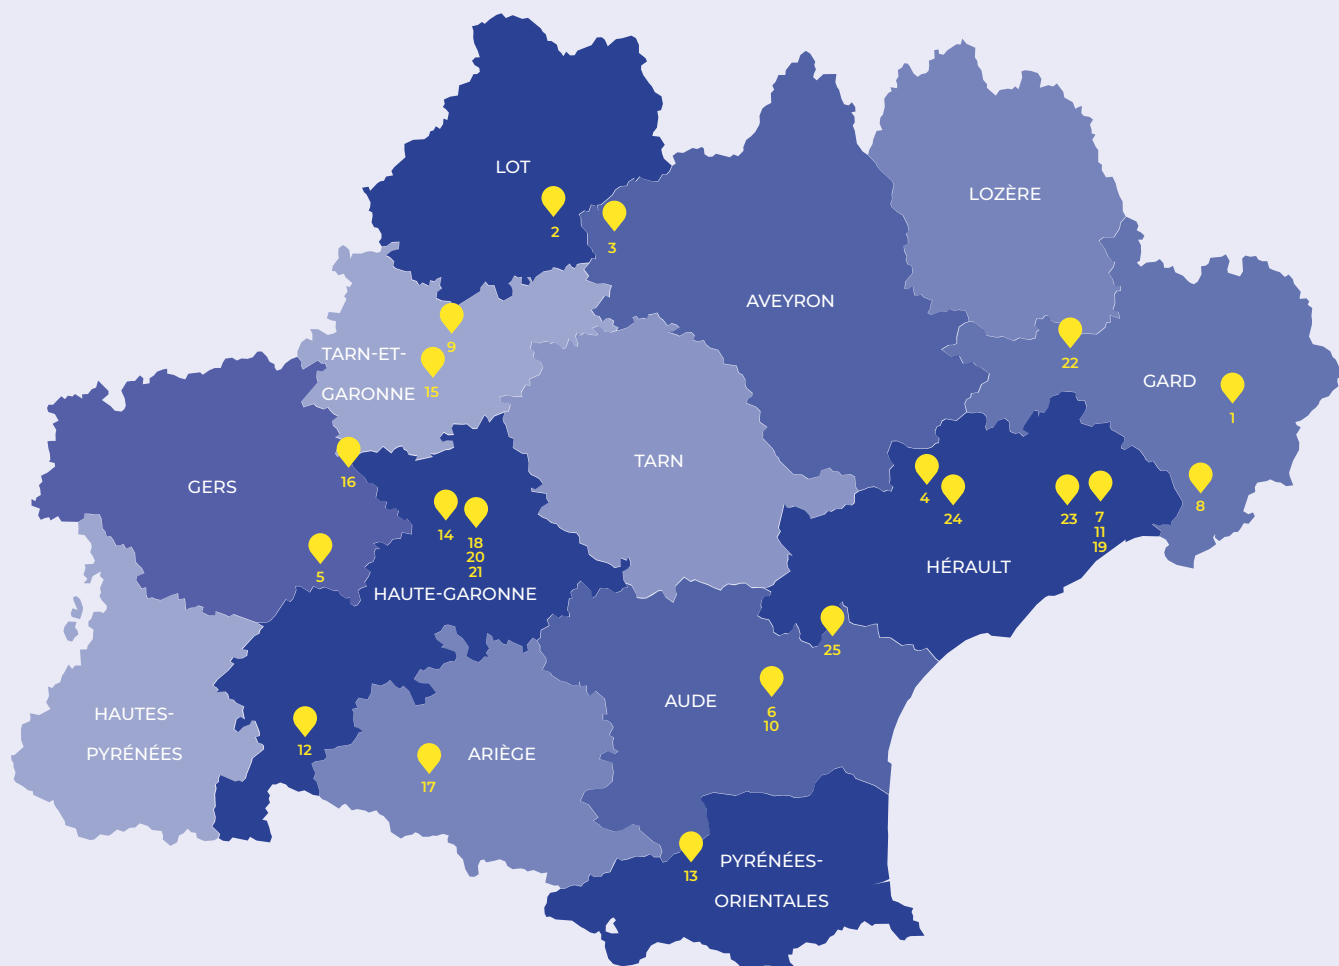 LOT
LOZÈRE
2
3
AVEYRON
9
TARN-ET-
GARONNE
15
22
GARD
1
TARN
GERS
16
4
24
23
7
11
19
8
14
18
20
21
5
HÉRAULT
HAUTE-GARONNE
25
AUDE
6
10
HAUTES-
PYRÉNÉES
12
ARIÈGE
17
13
PYRÉNÉES-
ORIENTALES